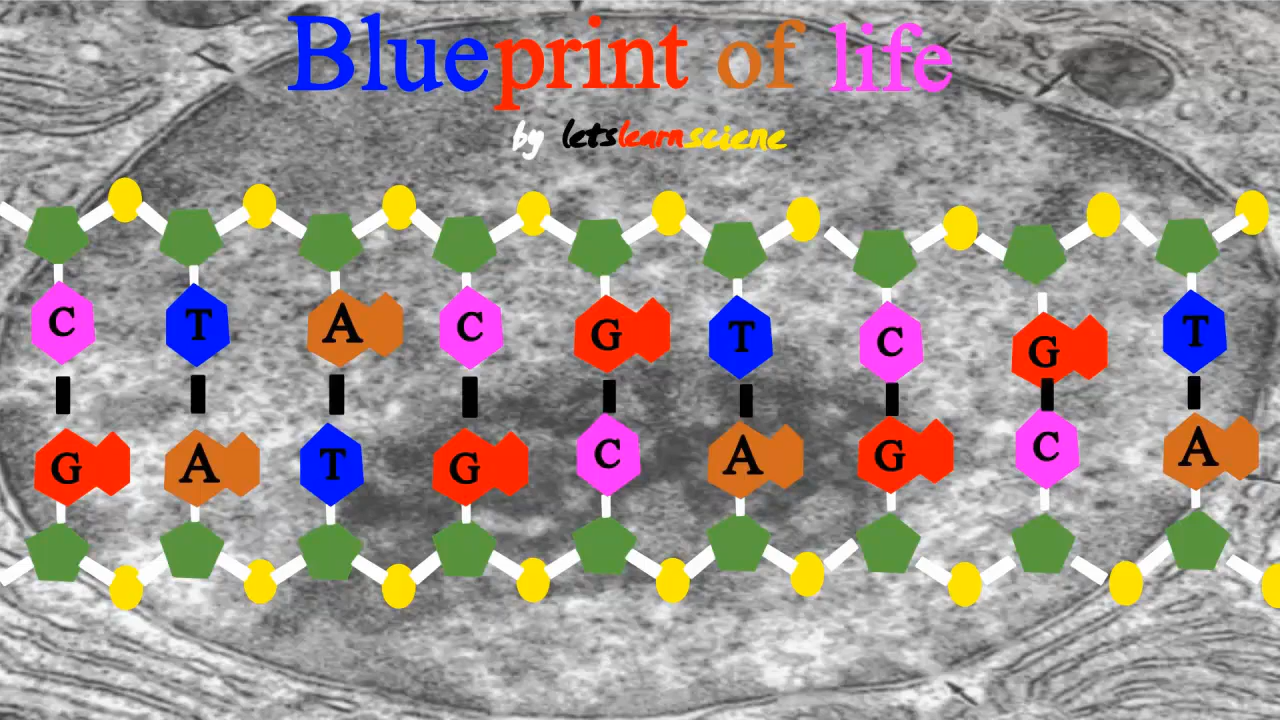 Blueprint of life
by letslearnsciene
C T A C G T C G T
G A T G C A G C A